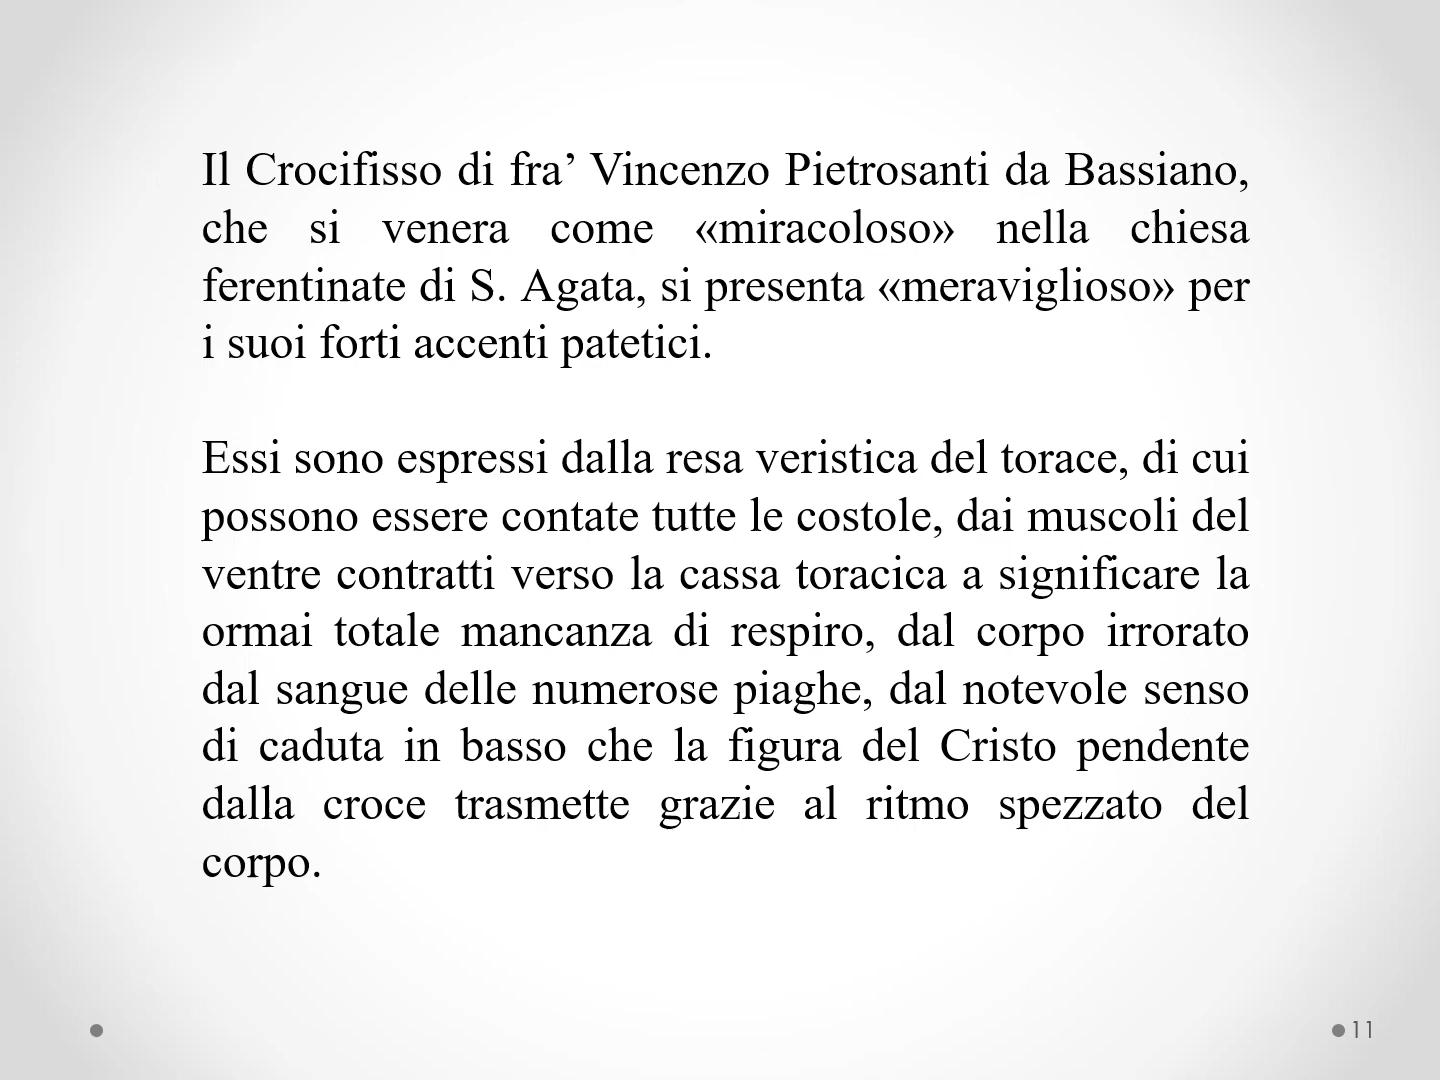 Il Crocifisso di fra’ Vincenzo Pietrosanti da Bassiano,
che si venera come «miracoloso» nella chiesa
ferentinate di S. Agata, si presenta «meraviglioso» per
i suoi forti accenti patetici.
Essi sono espressi dalla resa veristica del torace, di cui
possono essere contate tutte le costole, dai muscoli del
ventre contratti verso la cassa toracica a significare la
ormai totale mancanza di respiro, dal corpo irrorato
dal sangue delle numerose piaghe, dal notevole senso
di caduta in basso che la figura del Cristo pendente
dalla croce trasmette grazie al ritmo spezzato del
corpo.
11